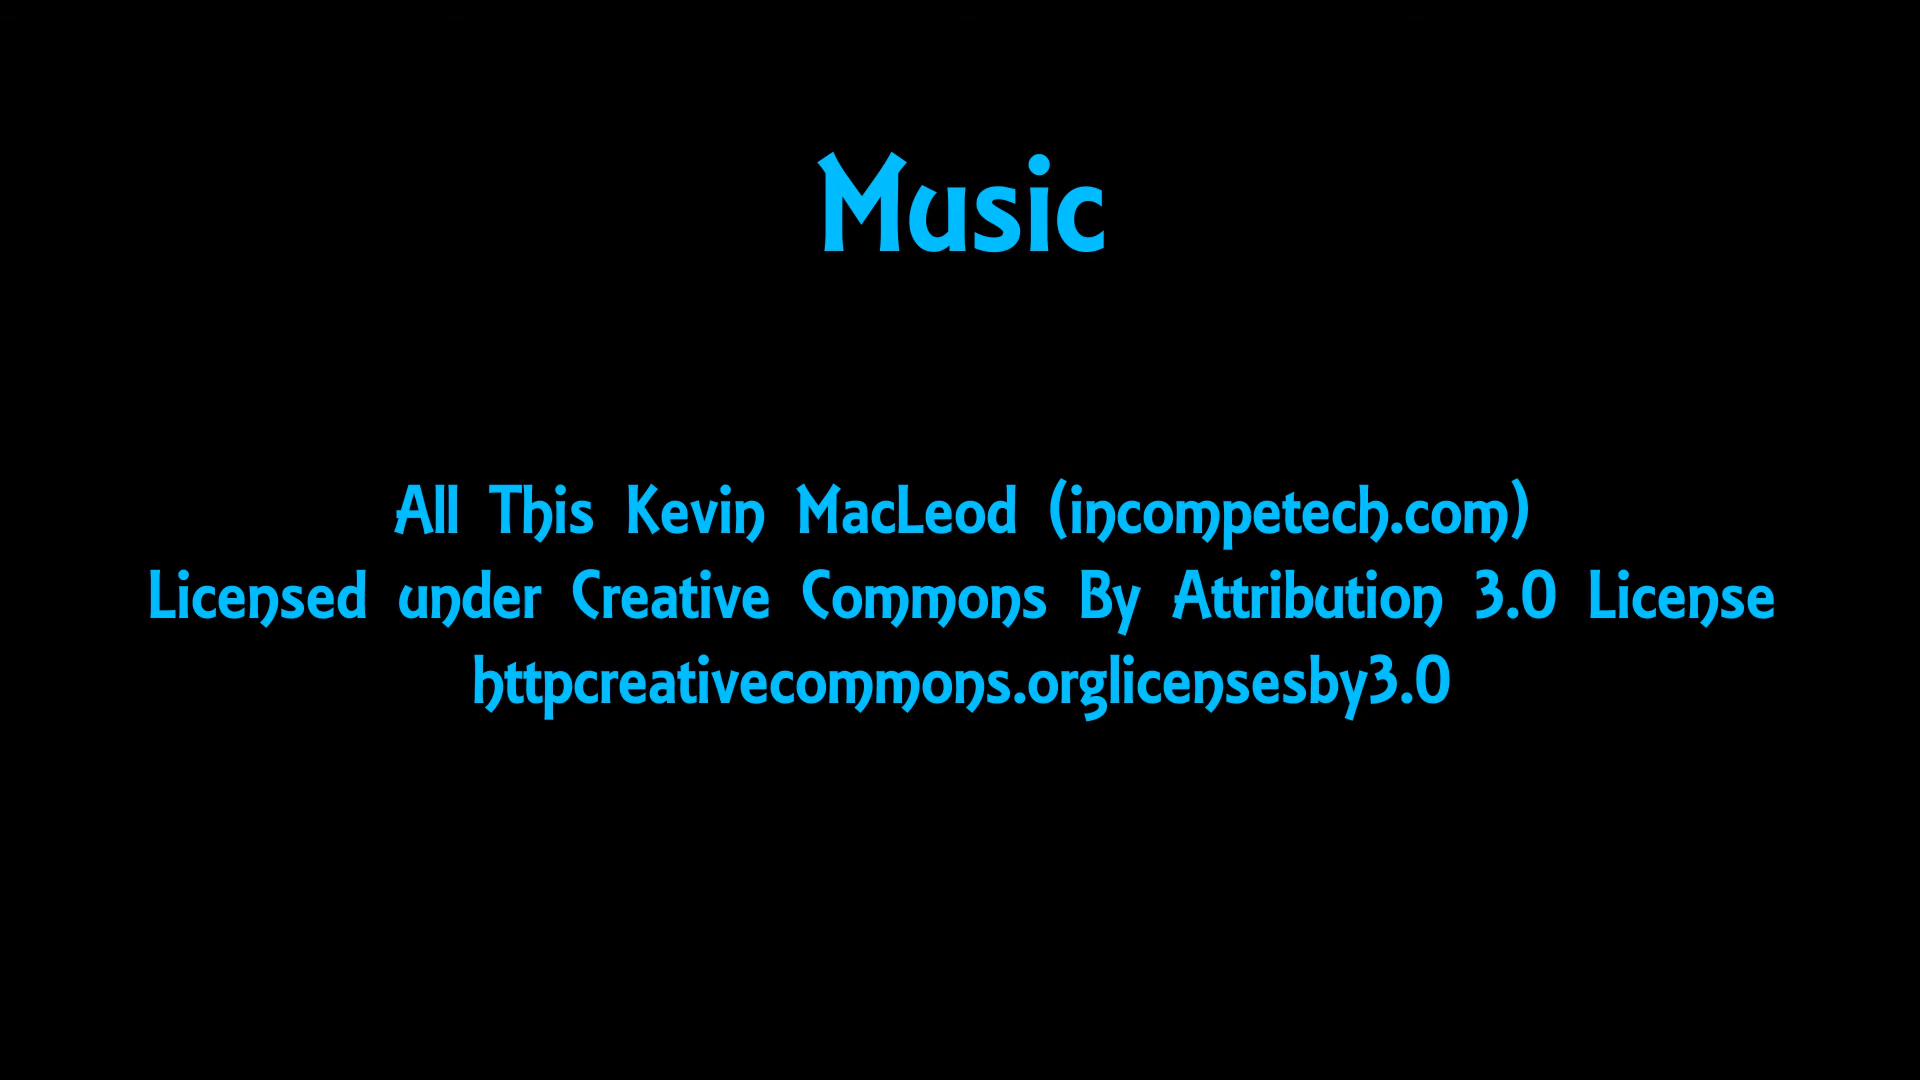 Music
All This Kevin MacLeod (incompetech.com)
Licensed under Creative Commons By Attribution 3.0 License
httpcreativecommons.orglicensesby3.0